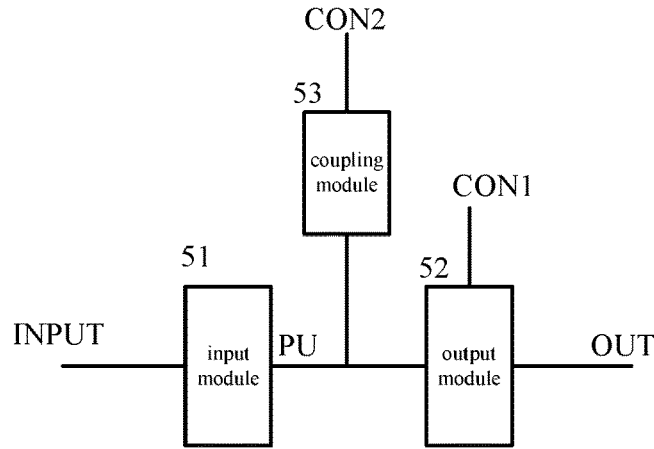 CON2
53
coupling
module
CON1
51
52
INPUT
input
module
PU
output
module
OUT